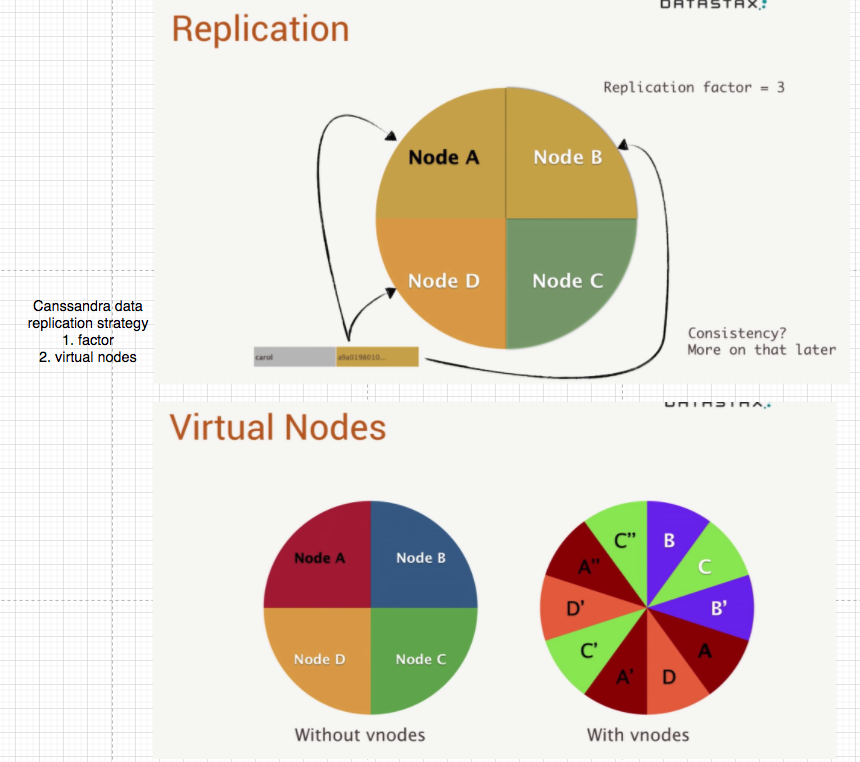 DATASTAX
Replication
Replication factor = 3
Node A
Node B
Node D
Node C
Canssandra data
replication strategy
1. factor
2. virtual nodes
carol
a9a0198010...
Consistency?
More on that later
DATASTAX
Virtual Nodes
Node A
Node B
Node D
Node C
C”
B
A”
C
D’
B’
C’
A
A’
D
Without vnodes
With vnodes